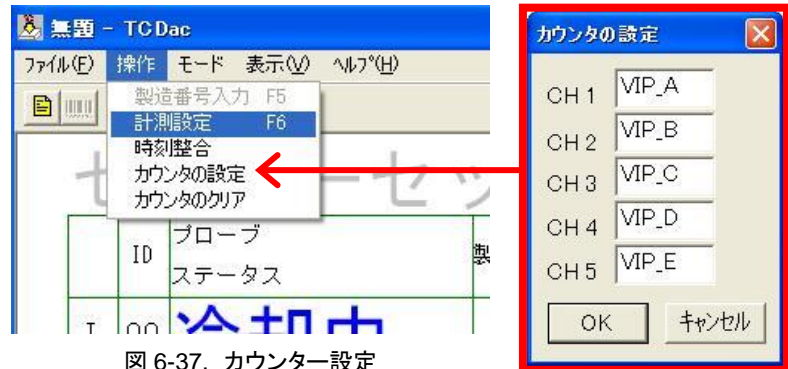 無題 - TCDac
ファイル(F) 操作 モード 表示(V) ヘルプ(H)
製造番号入力 F5
計測設定 F6
時刻整合
カウンタの設定
カウンタのクリア
ID
プローブ
ステータス
製
冷却中
カウンタの設定
CH 1 VIP_A
CH 2 VIP_B
CH 3 VIP_C
CH 4 VIP_D
CH 5 VIP_E
OK キャンセル
図 6-37. カウンター設定